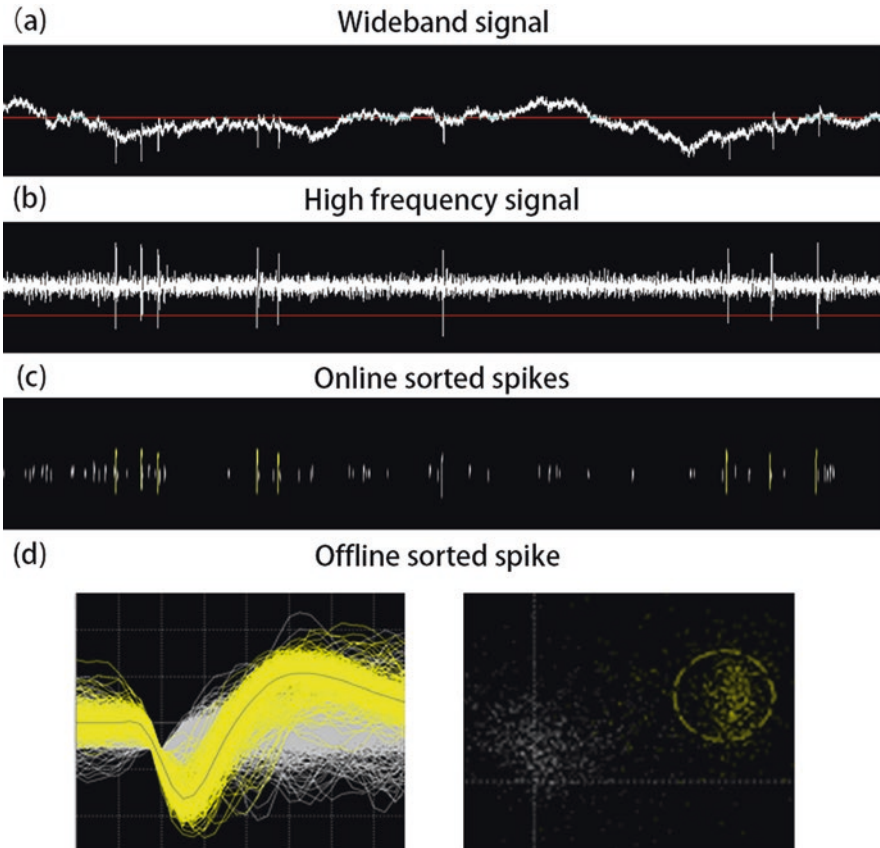 (a) Wideband signal
(b) High frequency signal
(c) Online sorted spikes
(d) Offline sorted spike